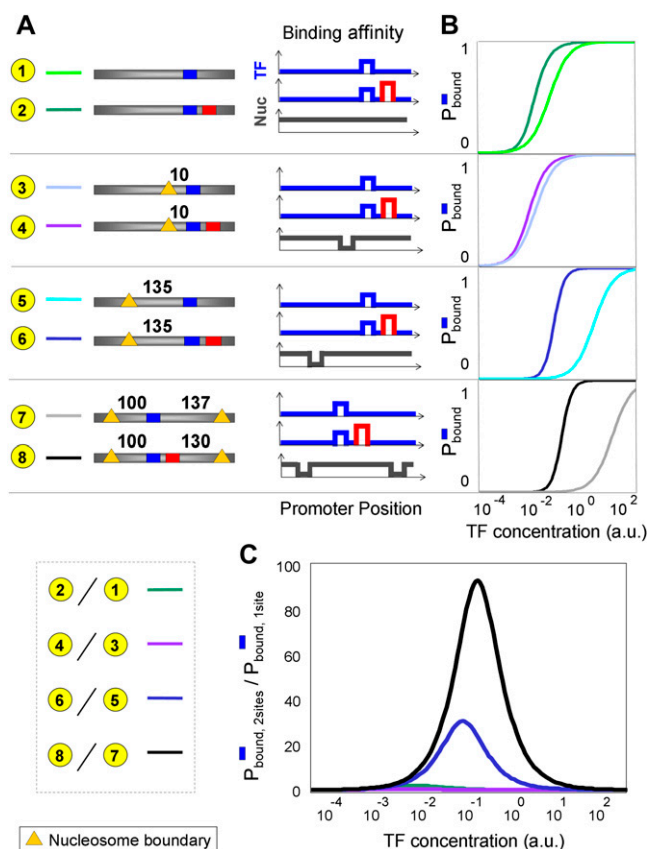 A
Binding affinity
B
1
2
TF
Nuc
1
P bound
0
3
10
4
10
1
P bound
0
5
135
6
135
1
P bound
0
7
100 137
8
100 130
1
P bound
0
Promoter Position
10^-4 10^-2 10^0 10^2
TF concentration (a.u.)
C
2 / 1
4 / 3
6 / 5
8 / 7
Nucleosome boundary
P bound, 2sites / P bound, 1site
100
80
60
40
20
0
10^-4 10^-3 10^-2 10^-1 10^0 10^1 10^2
TF concentration (a.u.)